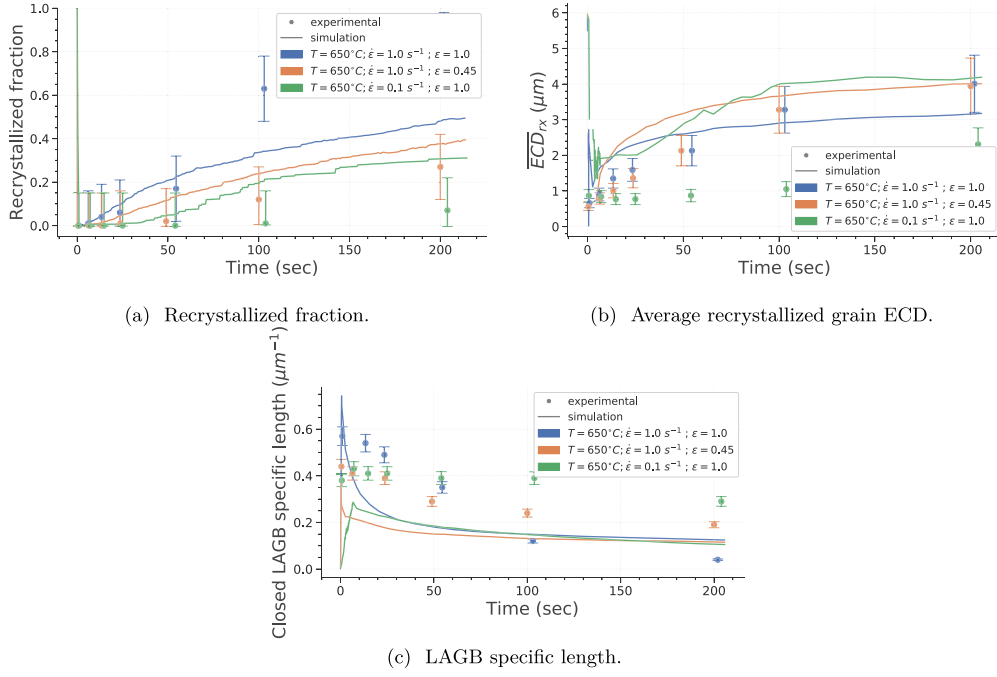 1.0
0.8
0.6
0.4
0.2
0.0
Recrystallized fraction
experimental
simulation
T = 650°C; ε̇ = 1.0 s⁻¹ ; ε = 1.0
T = 650°C; ε̇ = 1.0 s⁻¹ ; ε = 0.45
T = 650°C; ε̇ = 0.1 s⁻¹ ; ε = 1.0
0 50 100 150 200
Time (sec)
(a) Recrystallized fraction.
6
5
4
3
2
1
0
ECD_rx (μm)
experimental
simulation
T = 650°C; ε̇ = 1.0 s⁻¹ ; ε = 1.0
T = 650°C; ε̇ = 1.0 s⁻¹ ; ε = 0.45
T = 650°C; ε̇ = 0.1 s⁻¹ ; ε = 1.0
0 50 100 150 200
Time (sec)
(b) Average recrystallized grain ECD.
0.6
0.4
0.2
0.0
Closed LAGB specific length (μm⁻¹)
experimental
simulation
T = 650°C; ε̇ = 1.0 s⁻¹ ; ε = 1.0
T = 650°C; ε̇ = 1.0 s⁻¹ ; ε = 0.45
T = 650°C; ε̇ = 0.1 s⁻¹ ; ε = 1.0
0 50 100 150 200
Time (sec)
(c) LAGB specific length.